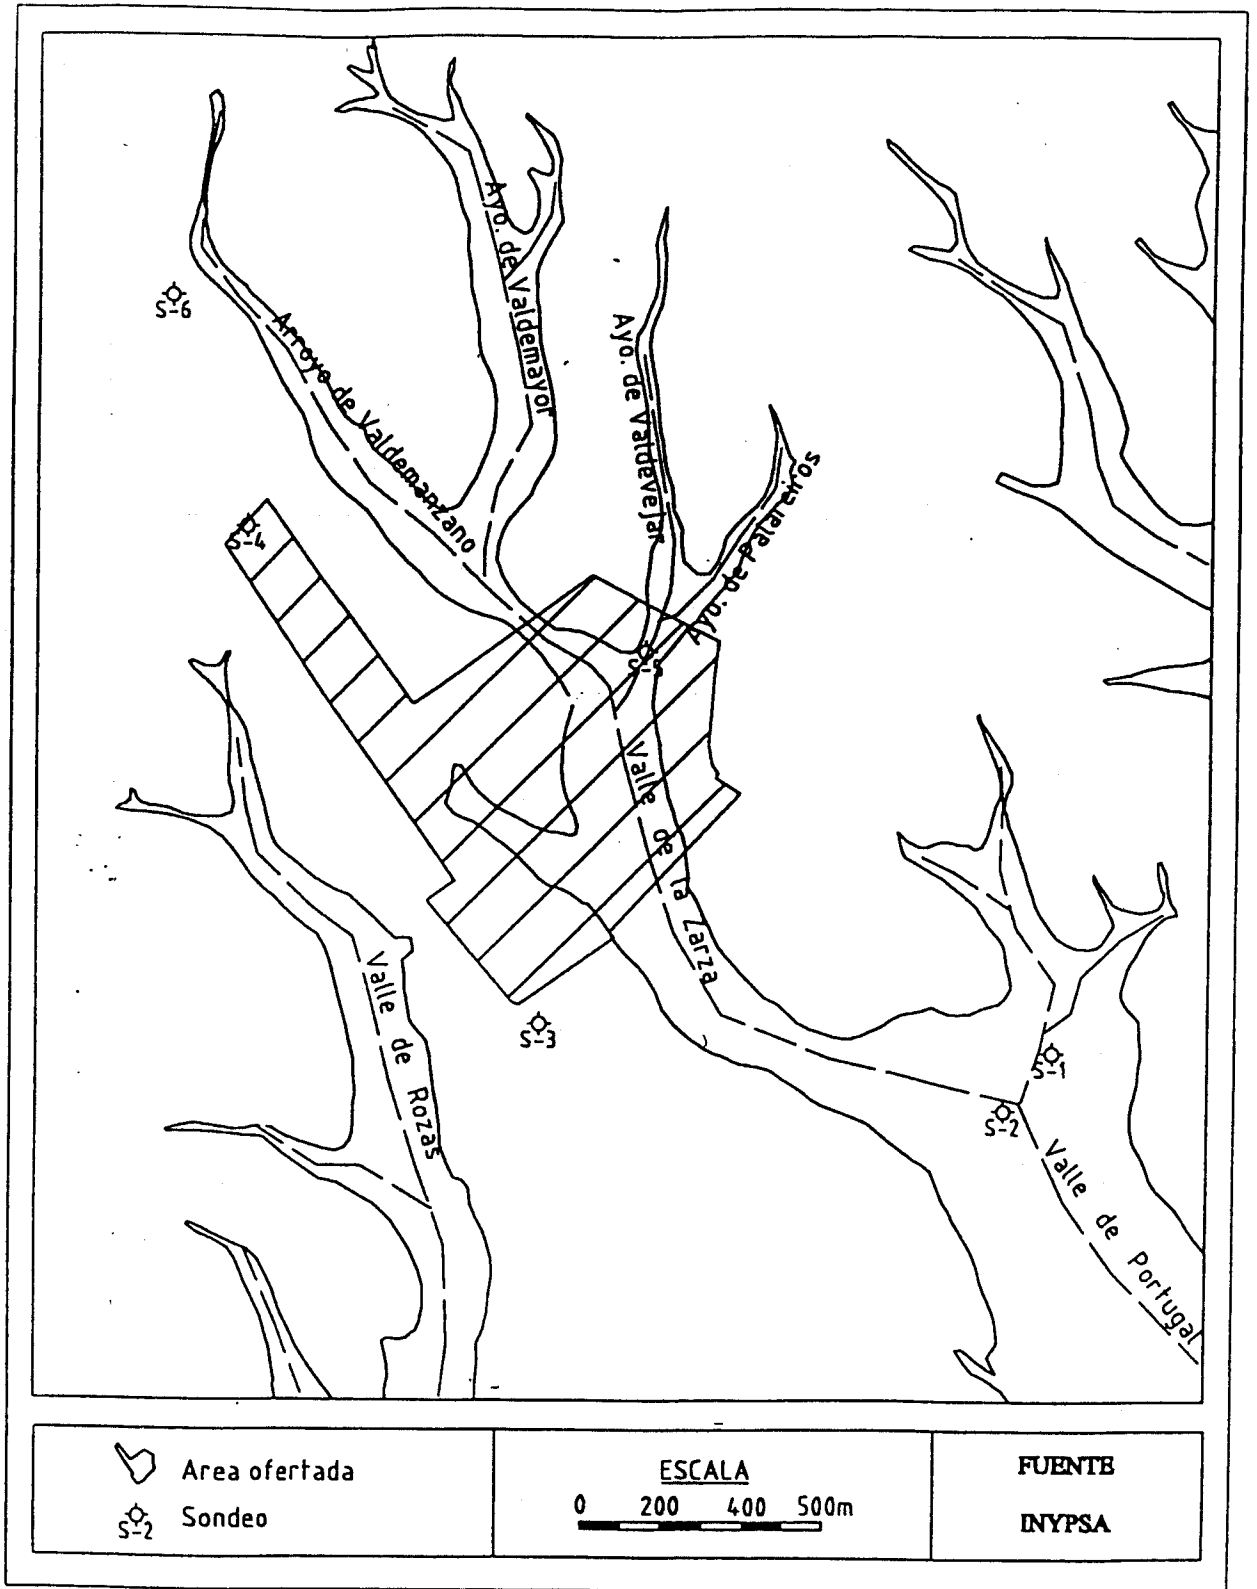 Ayo. de Valdemayor
S-6
Arroyo de Valdemanzano
Ayo. de Valdevejar
Ayo. de Palareiros
S-4
S-5
Valle de la Zarza
Valle de Rozas
S-3
S-1
S-2
Valle de Portugal
Area ofertada
S-2 Sondeo
ESCALA
0 200 400 500m
FUENTE
INYPSA